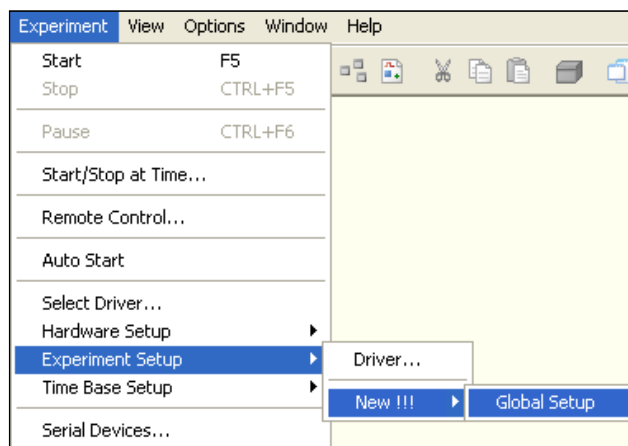 Experiment View Options Window Help
Start F5
Stop CTRL+F5
Pause CTRL+F6
Start/Stop at Time...
Remote Control...
Auto Start
Select Driver...
Hardware Setup
Experiment Setup Driver...
Time Base Setup New !!! Global Setup
Serial Devices...